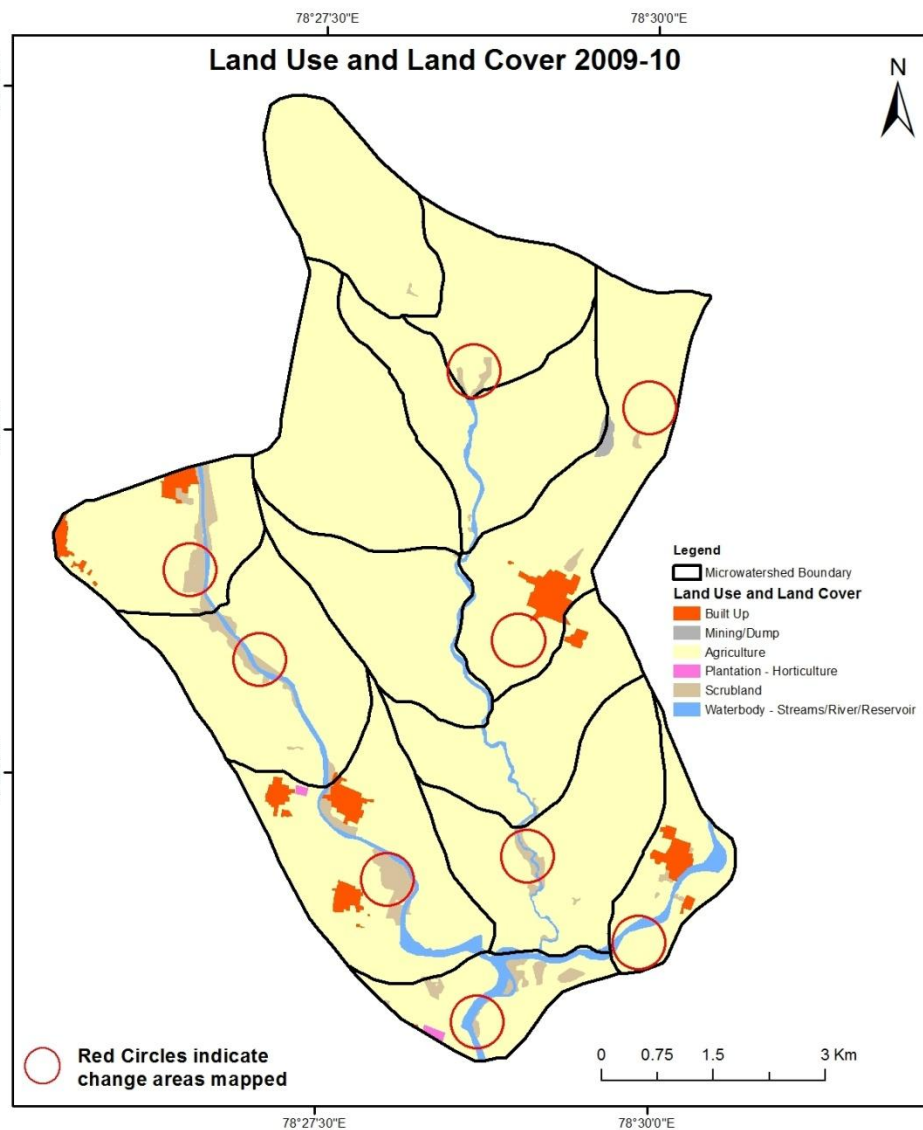 78°27'30"E
78°30'0"E
Land Use and Land Cover 2009-10
N
Legend
Microwatershed Boundary
Land Use and Land Cover
Built Up
Mining/Dump
Agriculture
Plantation - Horticulture
Scrubland
Waterbody - Streams/River/Reservoir
Red Circles indicate
change areas mapped
0 0.75 1.5 3 Km
78°27'30"E
78°30'0"E